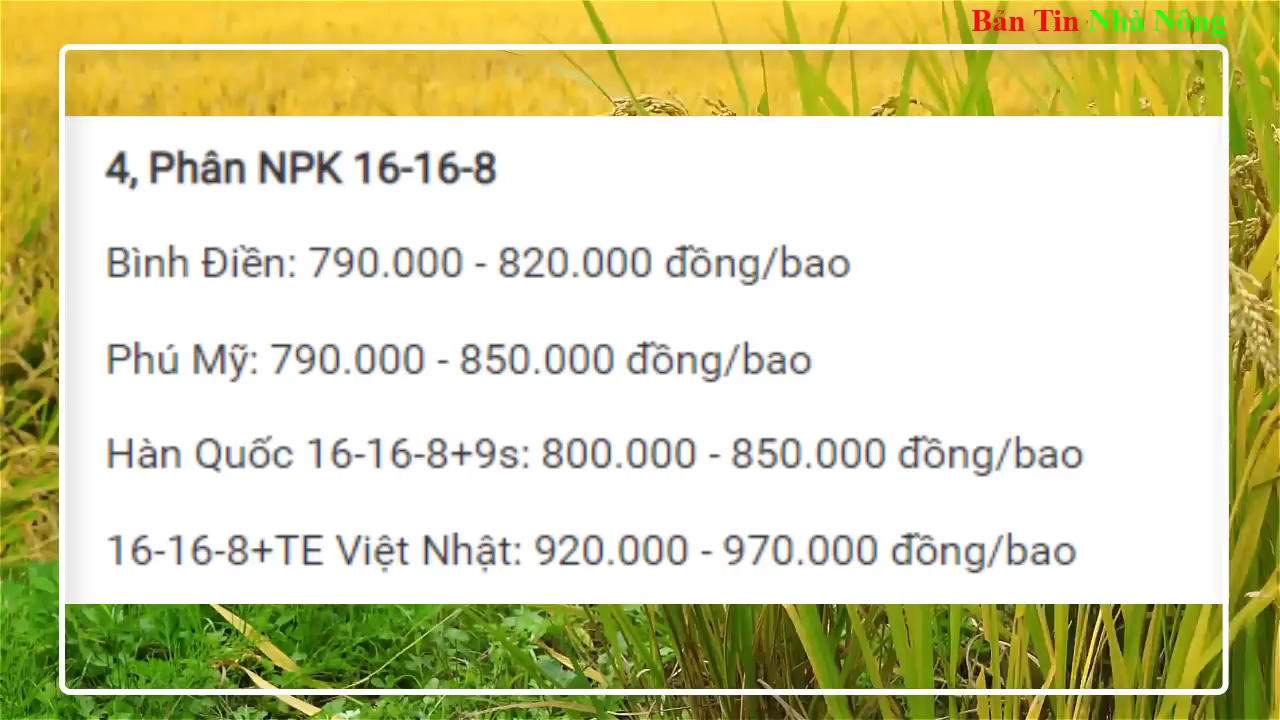 Bản Tin Nhà Nông
4, Phân NPK 16-16-8
Bình Điền: 790.000 - 820.000 đồng/bao
Phú Mỹ: 790.000 - 850.000 đồng/bao
Hàn Quốc 16-16-8+9s: 800.000 - 850.000 đồng/bao
16-16-8+TE Việt Nhật: 920.000 - 970.000 đồng/bao